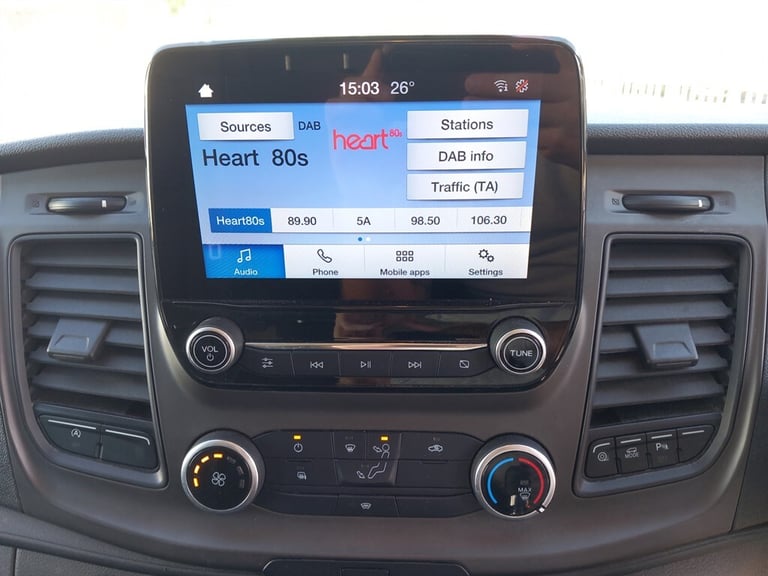 15:03 26°
Sources DAB heart 80s Stations
Heart 80s DAB info
Traffic (TA)
Heart80s 89.90 5A 98.50 106.30
Audio Phone Mobile apps Settings
VOL TUNE
A MODE P
MAX